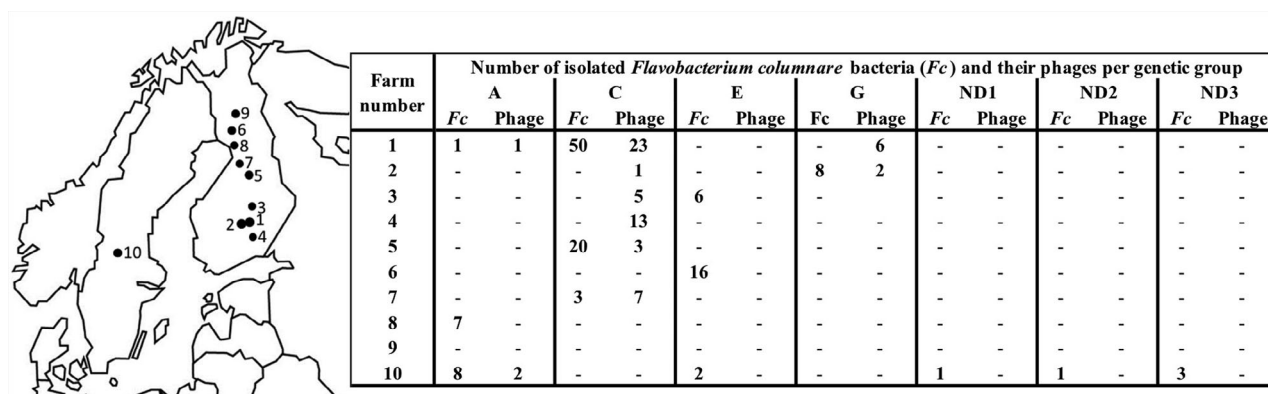 9
6
8
7
5
3
2 1
4
10
Farm number
Number of isolated Flavobacterium columnare bacteria (Fc) and their phages per genetic group
A C E G ND1 ND2 ND3
Fc Phage Fc Phage Fc Phage Fc Phage Fc Phage Fc Phage Fc Phage
1 1 1 50 23 - - - 6 - - - - - -
2 - - - 1 - - 8 2 - - - - - -
3 - - - 5 6 - - - - - - - - -
4 - - - 13 - - - - - - - - - -
5 - - 20 3 - - - - - - - - - -
6 - - - - 16 - - - - - - - - -
7 - - 3 7 - - - - - - - - - -
8 7 - - - - - - - - - - - - -
9 - - - - - - - - - - - - - -
10 8 2 - - 2 - - - 1 - 1 - 3 -